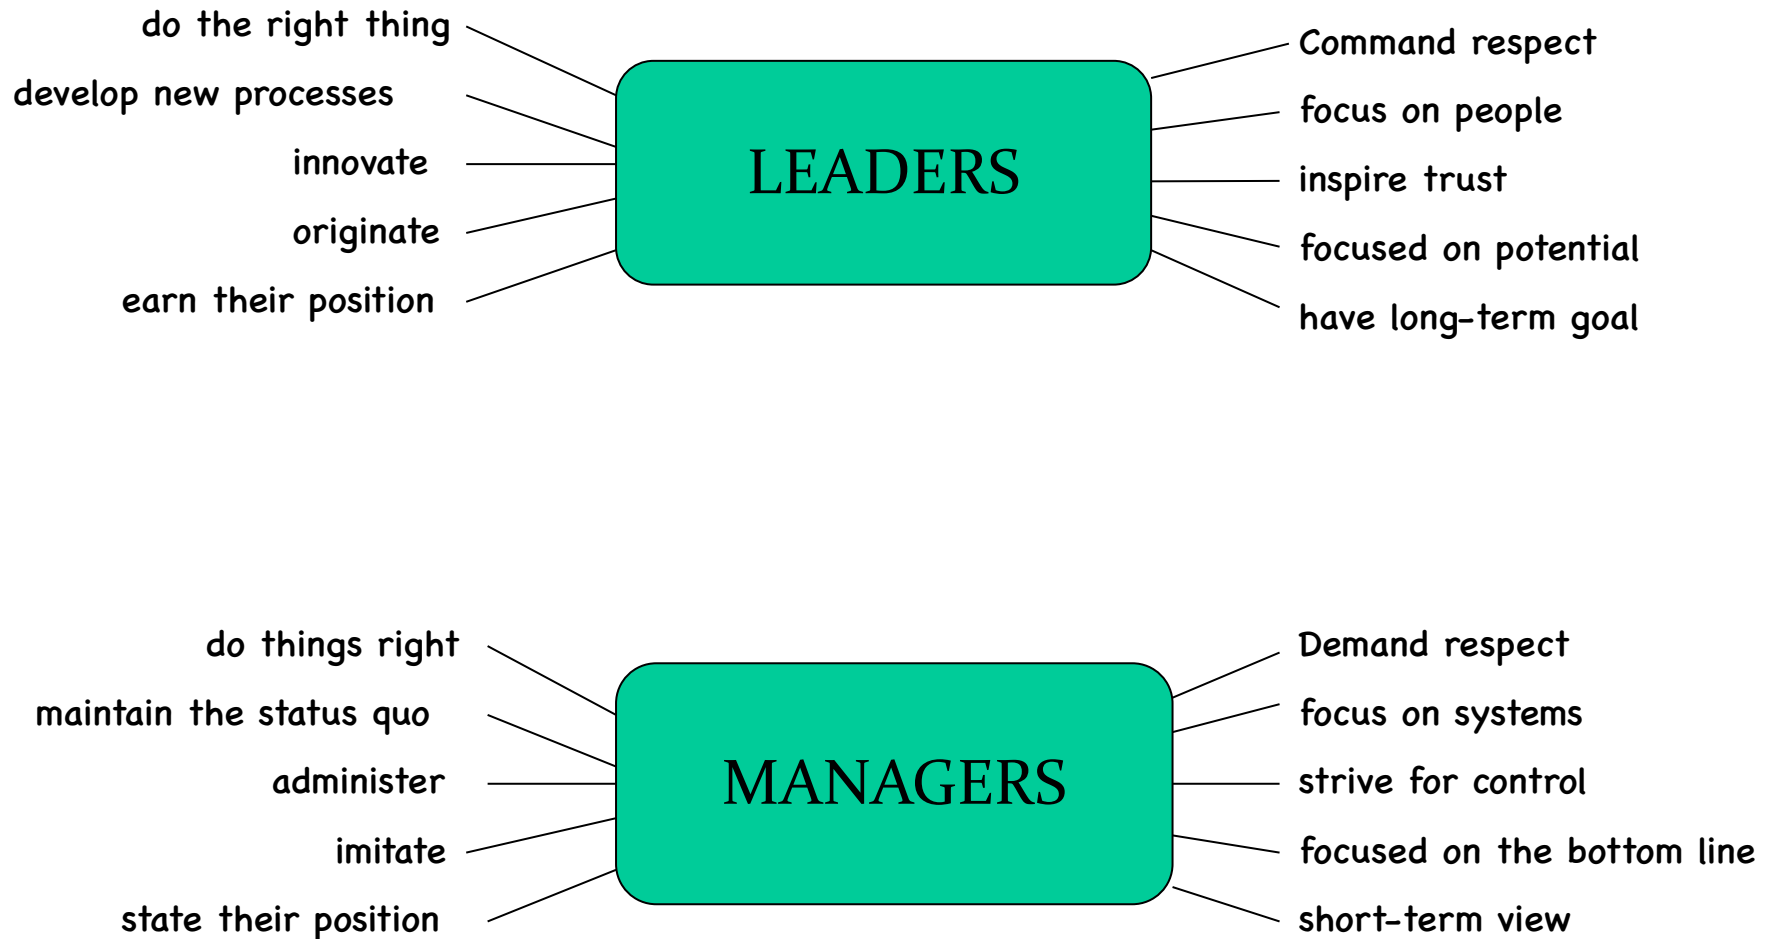 do the right thing
develop new processes
innovate
originate
earn their position
LEADERS
Command respect
focus on people
inspire trust
focused on potential
have long-term goal
do things right
maintain the status quo
administer
imitate
state their position
MANAGERS
Demand respect
focus on systems
strive for control
focused on the bottom line
short-term view